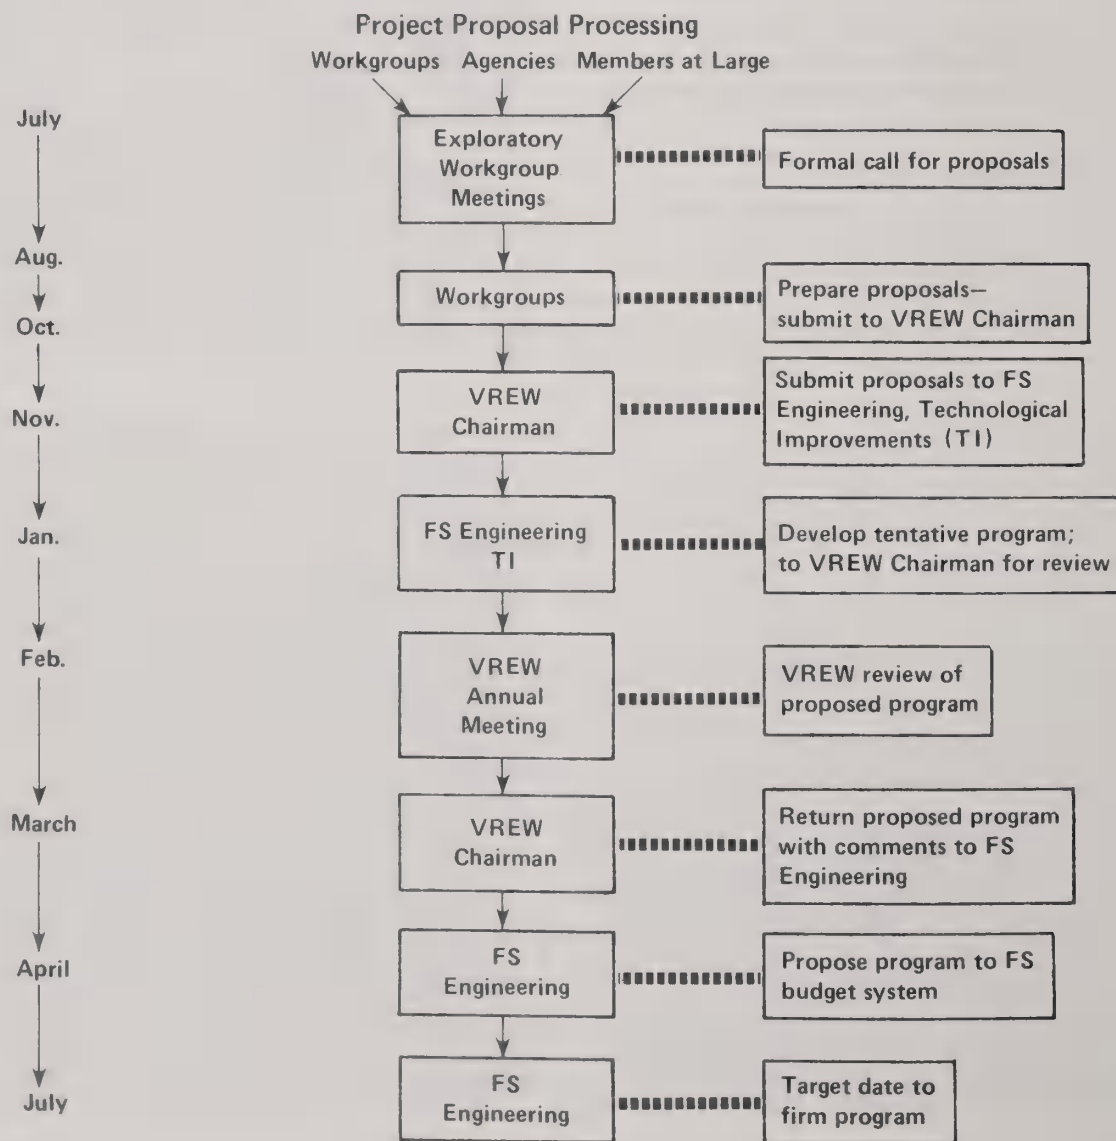 Project Proposal Processing
Workgroups Agencies Members at Large
July
Exploratory
Workgroup
Meetings
Formal call for proposals
Aug.
Workgroups
Prepare proposals—
submit to VREW Chairman
Oct.
VREW
Chairman
Submit proposals to FS
Engineering, Technological
Improvements (TI)
Nov.
FS Engineering
TI
Develop tentative program;
to VREW Chairman for review
Jan.
VREW
Annual
Meeting
VREW review of
proposed program
Feb.
VREW
Chairman
Return proposed program
with comments to FS
Engineering
March
FS
Engineering
Propose program to FS
budget system
April
FS
Engineering
Target date to
firm program
July